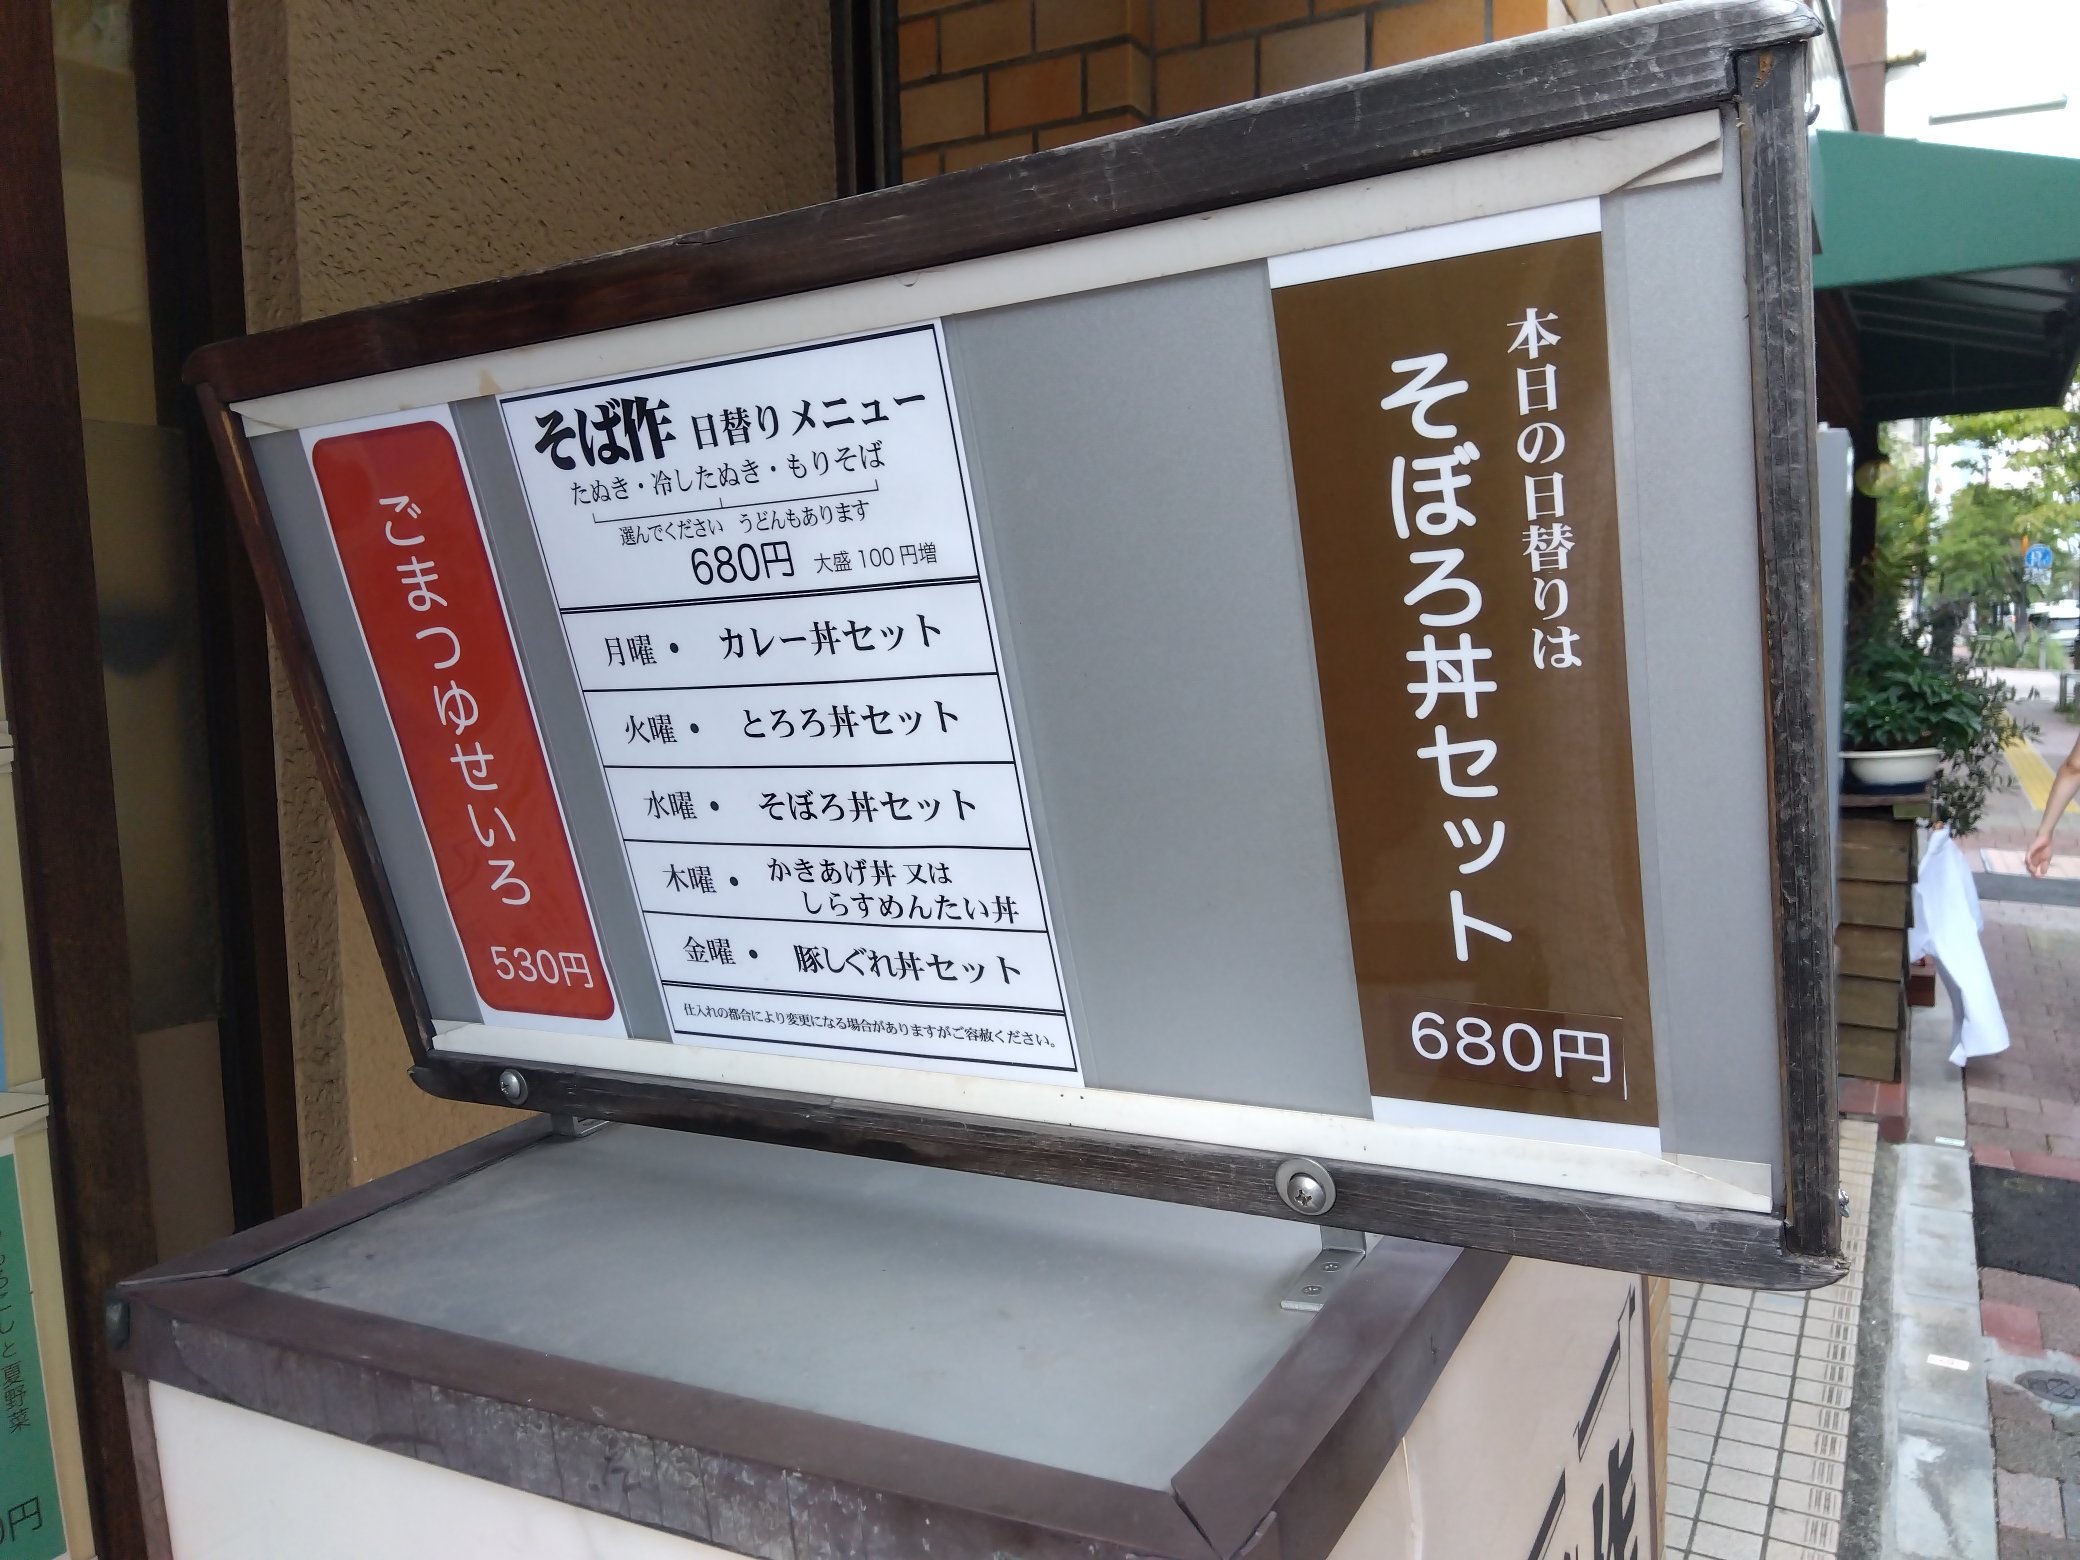 本日の日替りは
そぼろ丼セット
680円
そば作 日替りメニュー
たぬき・冷したぬき・もりそば
選んでください うどんもあります
680円 大盛100円増
月曜・ カレー丼セット
火曜・ とろろ丼セット
水曜・ そぼろ丼セット
木曜・ かきあげ丼 又は
しらすめんたい丼
金曜・ 豚しぐれ丼セット
仕入れの都合により変更になる場合がありますがご容赦ください。
ごまつゆせいろ
530円
と夏野菜
円
作